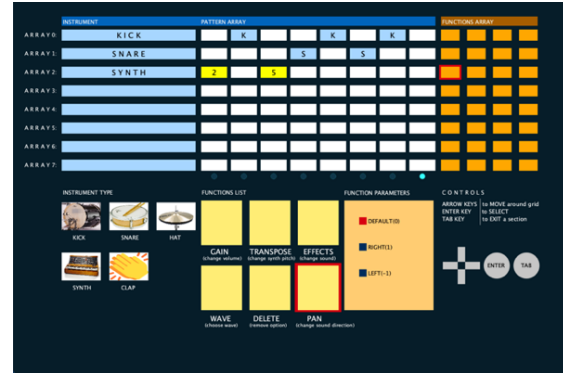 INSTRUMENT PATTERN ARRAY FUNCTIONS ARRAY
ARRAY 0: KICK K K K
ARRAY 1: SNARE S S
ARRAY 2: SYNTH 2 S
ARRAY 3:
ARRAY 4:
ARRAY 5:
ARRAY 6:
ARRAY 7:
INSTRUMENT TYPE FUNCTIONS LIST FUNCTION PARAMETERS CONTROLS
ARROW KEYS to MOVE around grid
ENTER KEY to SELECT
TAB KEY to EXIT a section
DEFAULT(0)
KICK SNARE HAT
RIGHT(1)
GAIN TRANSPOSE EFFECTS
(change volume) (change synth pitch) (change sound)
ENTER TAB
LEFT(-1)
SYNTH CLAP
WAVE DELETE PAN
(choose wave) (remove option) (change sound direction)